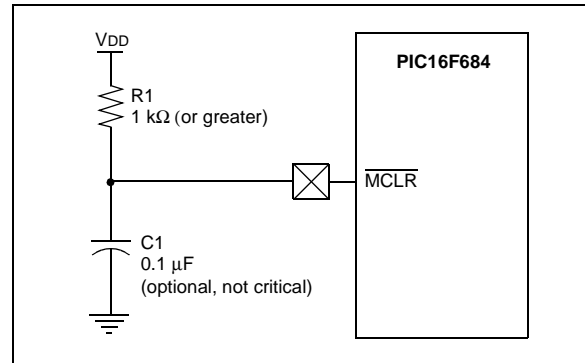 VDD
R1
1 kΩ (or greater)
C1
0.1 μF
(optional, not critical)
PIC16F684
MCLR